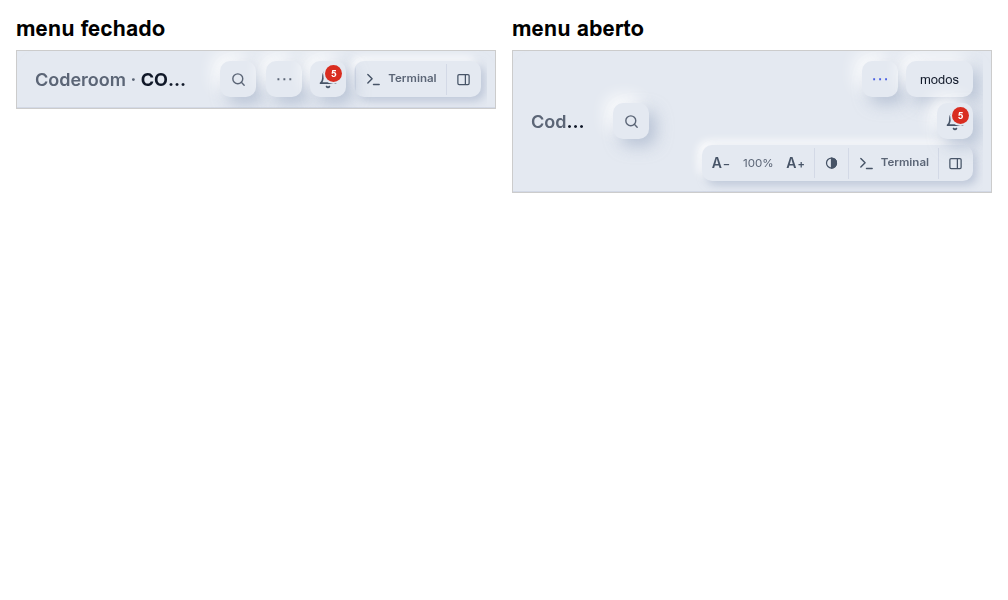 menu fechado
Coderoom · CO... ... 5 Terminal
menu aberto
... modos
Cod... 5
A− 100% A+ Terminal